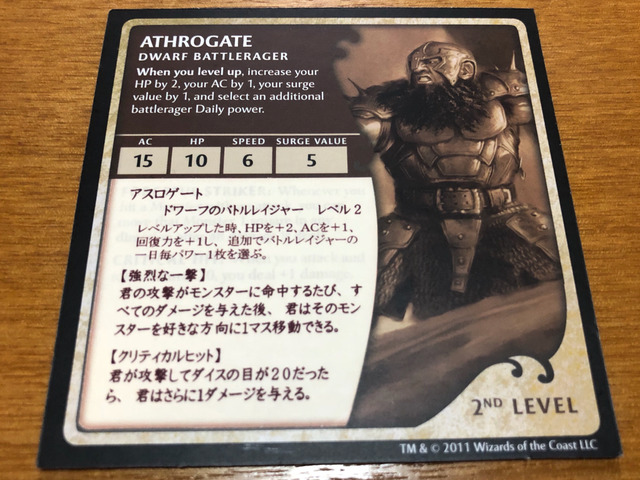 ATHROGATE
DWARF BATTLERAGER
When you level up, increase your
HP by 2, your AC by 1, your surge
value by 1, and select an additional
battlerager Daily power.
AC HP SPEED SURGE VALUE
15 10 6 5
アスロゲート
ドワーフのバトルレイジャー　レベル2
レベルアップした時、HPを+2、ACを+1、
回復力を+1し、追加でバトルレイジャーの
一日毎パワー1枚を選ぶ。
【強烈な一撃】
君の攻撃がモンスターに命中するたび、す
べてのダメージを与えた後、君はそのモン
スターを好きな方向に1マス移動できる。
【クリティカルヒット】
君が攻撃してダイスの目が20だった
ら、君はさらに1ダメージを与える。
2ND LEVEL
TM & © 2011 Wizards of the Coast LLC